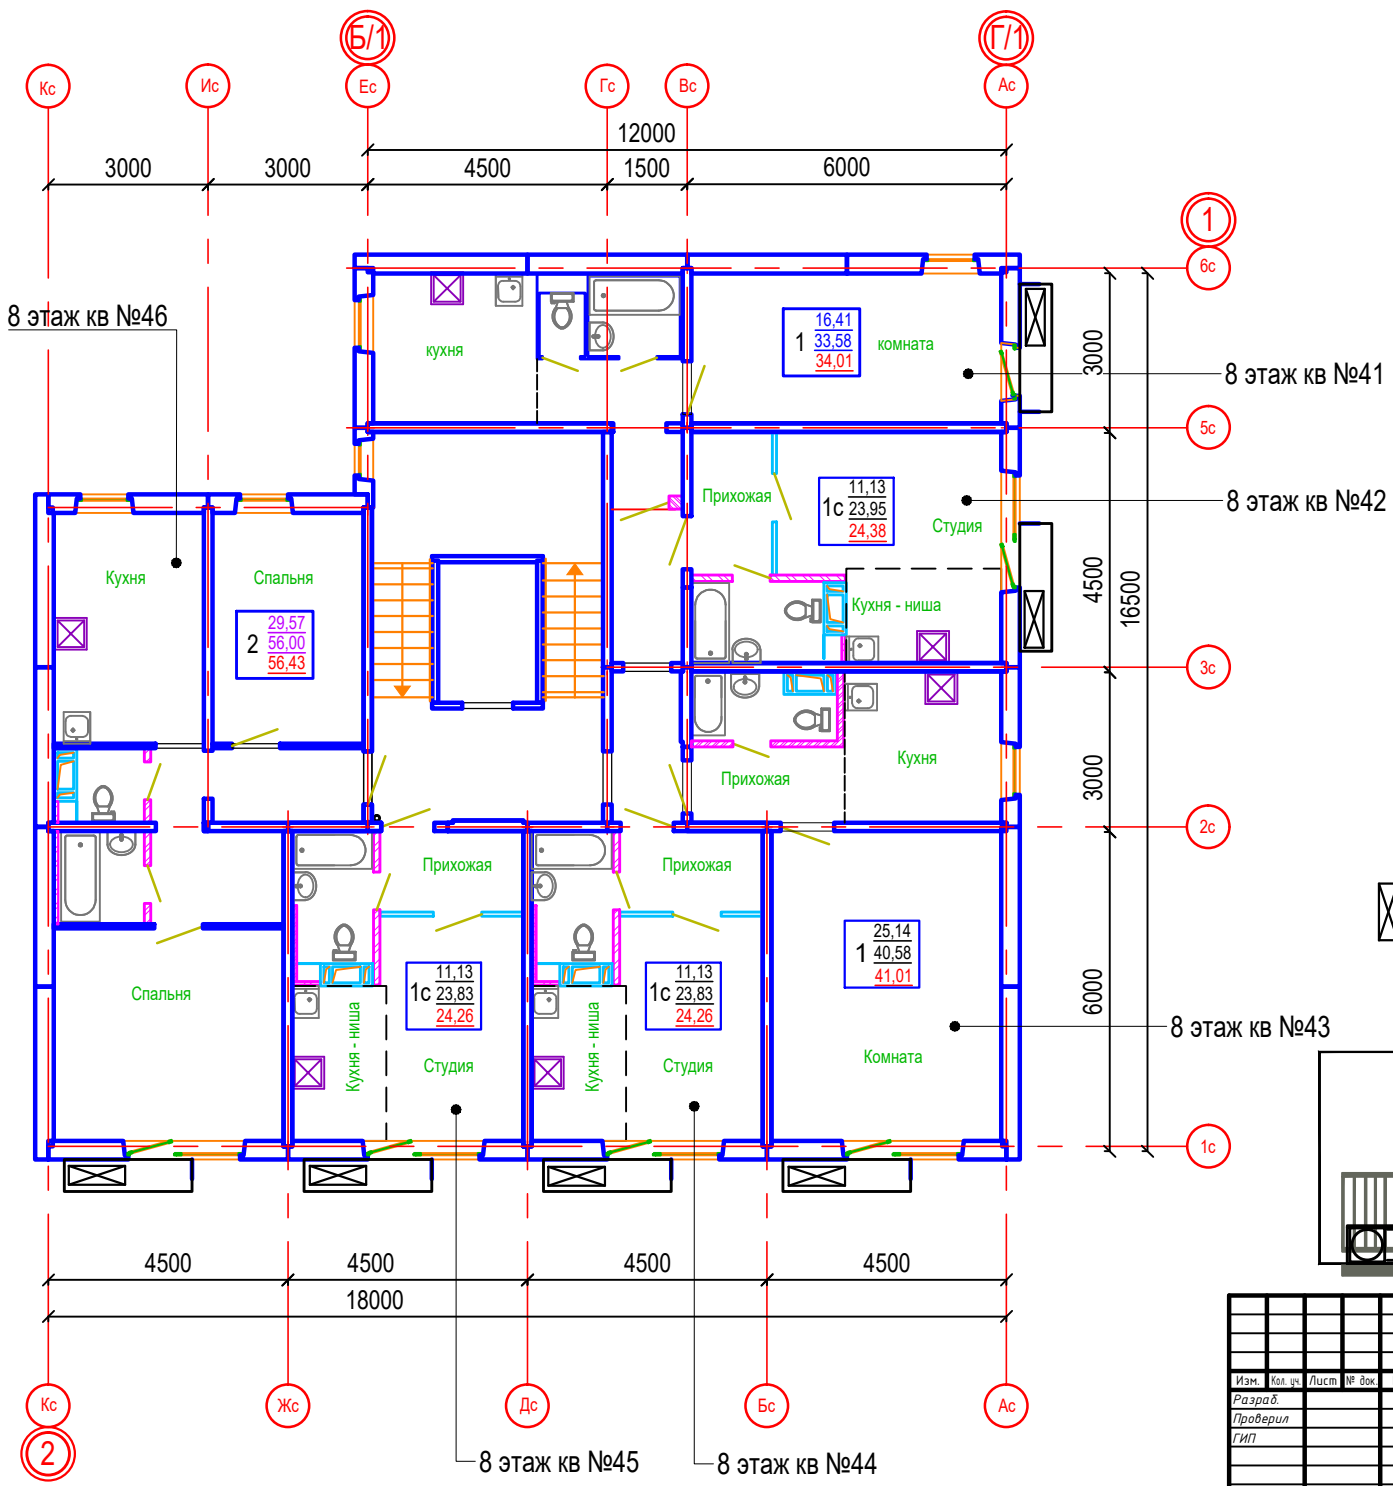 Б/1
Г/1
Кс
Ис
Ес
Гс
Вс
Ас
12000
3000
3000
4500
1500
6000
1
6с
8 этаж кв №46
кухня
1
16,41
33,58
34,01
комната
3000
8 этаж кв №41
5с
Прихожая
1с
11,13
23,95
24,38
Студия
8 этаж кв №42
Кухня
Спальня
2
29,57
56,00
56,43
Кухня - ниша
4500
16500
3с
Прихожая
Кухня
3000
2с
Прихожая
Прихожая
Спальня
1с
11,13
23,83
24,26
1с
11,13
23,83
24,26
1
25,14
40,58
41,01
6000
8 этаж кв №43
Кухня - ниша
Студия
Кухня - ниша
Студия
Комната
1с
4500
4500
4500
4500
18000
Кс
Жс
Дс
Бс
Ас
2
8 этаж кв №45
8 этаж кв №44
Изм.
Кол. уч.
Лист
№ док.
Разраб.
Проверил
ГИП